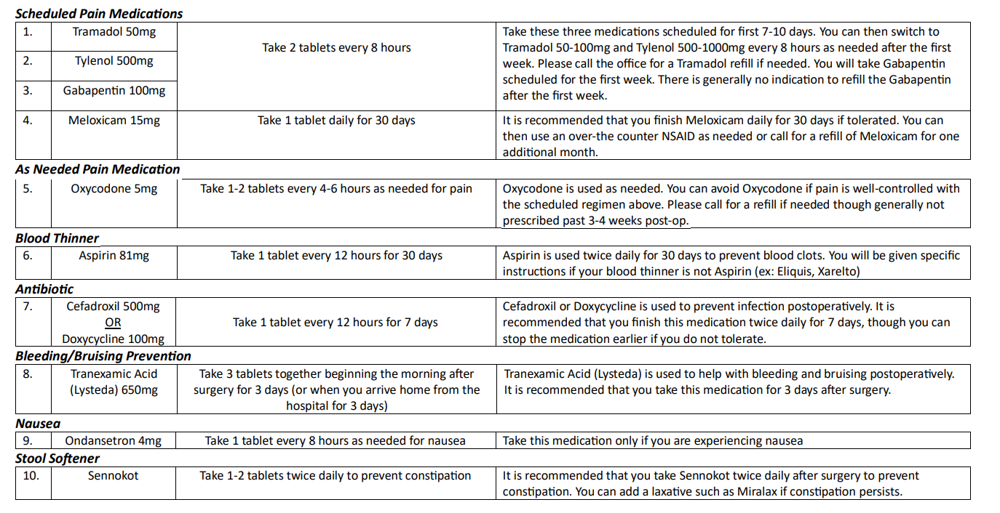 Scheduled Pain Medications
1.
Tramadol 50mg
2.
Tylenol 500mg
3.
Gabapentin 100mg
Take 2 tablets every 8 hours
Take these three medications scheduled for first 7-10 days. You can then switch to
Tramadol 50-100mg and Tylenol 500-1000mg every 8 hours as needed after the first
week. Please call the office for a Tramadol refill if needed. You will take Gabapentin
scheduled for the first week. There is generally no indication to refill the Gabapentin
after the first week.
4.
Meloxicam 15mg
Take 1 tablet daily for 30 days
It is recommended that you finish Meloxicam daily for 30 days if tolerated. You can
then use an over-the counter NSAID as needed or call for a refill of Meloxicam for one
additional month.
As Needed Pain Medication
5.
Oxycodone 5mg
Take 1-2 tablets every 4-6 hours as needed for pain
Oxycodone is used as needed. You can avoid Oxycodone if pain is well-controlled with
the scheduled regimen above. Please call for a refill if needed though generally not
prescribed past 3-4 weeks post-op.
Blood Thinner
6.
Aspirin 81mg
Take 1 tablet every 12 hours for 30 days
Aspirin is used twice daily for 30 days to prevent blood clots. You will be given specific
instructions if your blood thinner is not Aspirin (ex: Eliquis, Xarelto)
Antibiotic
7.
Cefadroxil 500mg
OR
Doxycycline 100mg
Take 1 tablet every 12 hours for 7 days
Cefadroxil or Doxycycline is used to prevent infection postoperatively. It is
recommended that you finish this medication twice daily for 7 days, though you can
stop the medication earlier if you do not tolerate.
Bleeding/Bruising Prevention
8.
Tranexamic Acid
(Lysteda) 650mg
Take 3 tablets together beginning the morning after
surgery for 3 days (or when you arrive home from the
hospital for 3 days)
Tranexamic Acid (Lysteda) is used to help with bleeding and bruising postoperatively.
It is recommended that you take this medication for 3 days after surgery.
Nausea
9.
Ondansetron 4mg
Take 1 tablet every 8 hours as needed for nausea
Take this medication only if you are experiencing nausea
Stool Softener
10.
Sennokot
Take 1-2 tablets twice daily to prevent constipation
It is recommended that you take Sennokot twice daily after surgery to prevent
constipation. You can add a laxative such as Miralax if constipation persists.